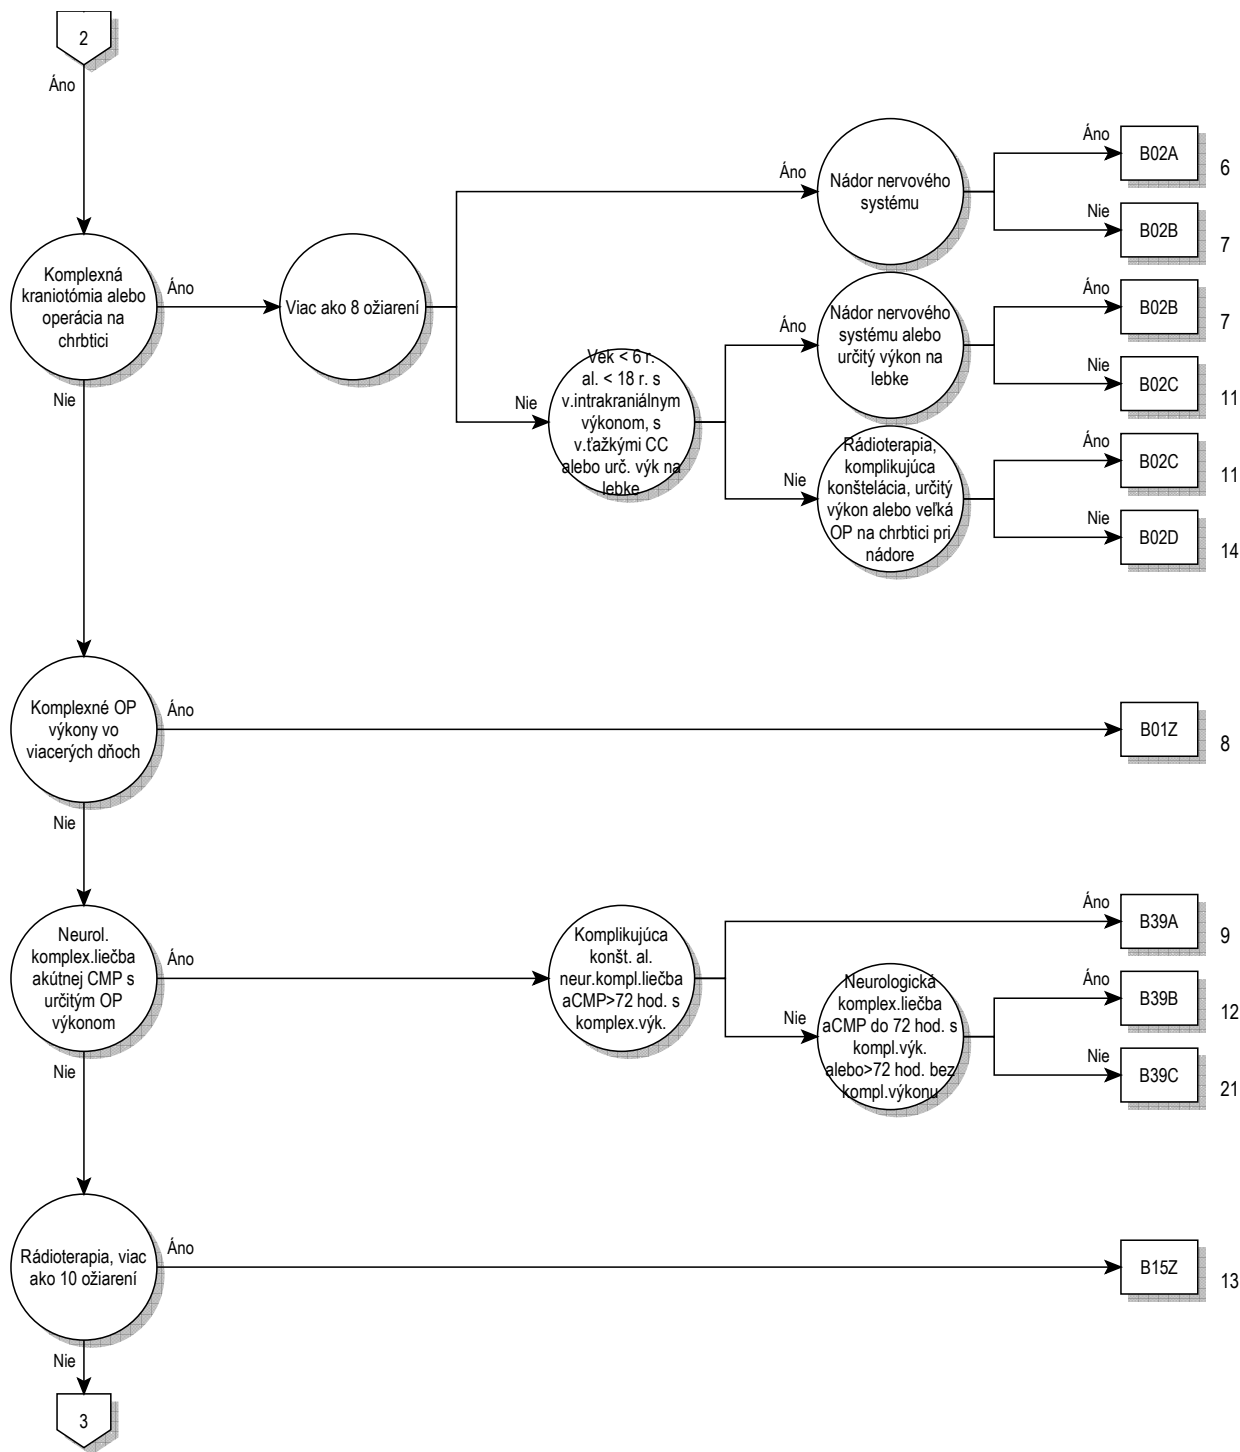 2
Áno
Komplexná
kraniotómia alebo
operácia na
chrbtici
Áno
Nie
Viac ako 8 ožiarení
Áno
Nádor nervového
systému
Áno
B02A
6
Nie
B02B
7
Nie
Vek < 6 r.
al. < 18 r. s
v.intrakraniálnym
výkonom, s
v.ťažkými CC
alebo urč. výk na
lebke
Áno
Nádor nervového
systému alebo
určitý výkon na
lebke
Áno
B02B
7
Nie
B02C
11
Nie
Rádioterapia,
komplikujúca
konštelácia, určitý
výkon alebo veľká
OP na chrbtici pri
nádore
Áno
B02C
11
Nie
B02D
14
Komplexné OP
výkony vo
viacerých dňoch
Áno
B01Z
8
Nie
Neurol.
komplex.liečba
akútnej CMP s
určitým OP
výkonom
Áno
Nie
Komplikujúca
konšt. al.
neur.kompl.liečba
aCMP>72 hod. s
komplex.výk.
Áno
B39A
9
Nie
Neurologická
komplex.liečba
aCMP do 72 hod. s
kompl.výk.
alebo>72 hod. bez
kompl.výkonu
Áno
B39B
12
Nie
B39C
21
Rádioterapia, viac
ako 10 ožiarení
Áno
B15Z
13
Nie
3